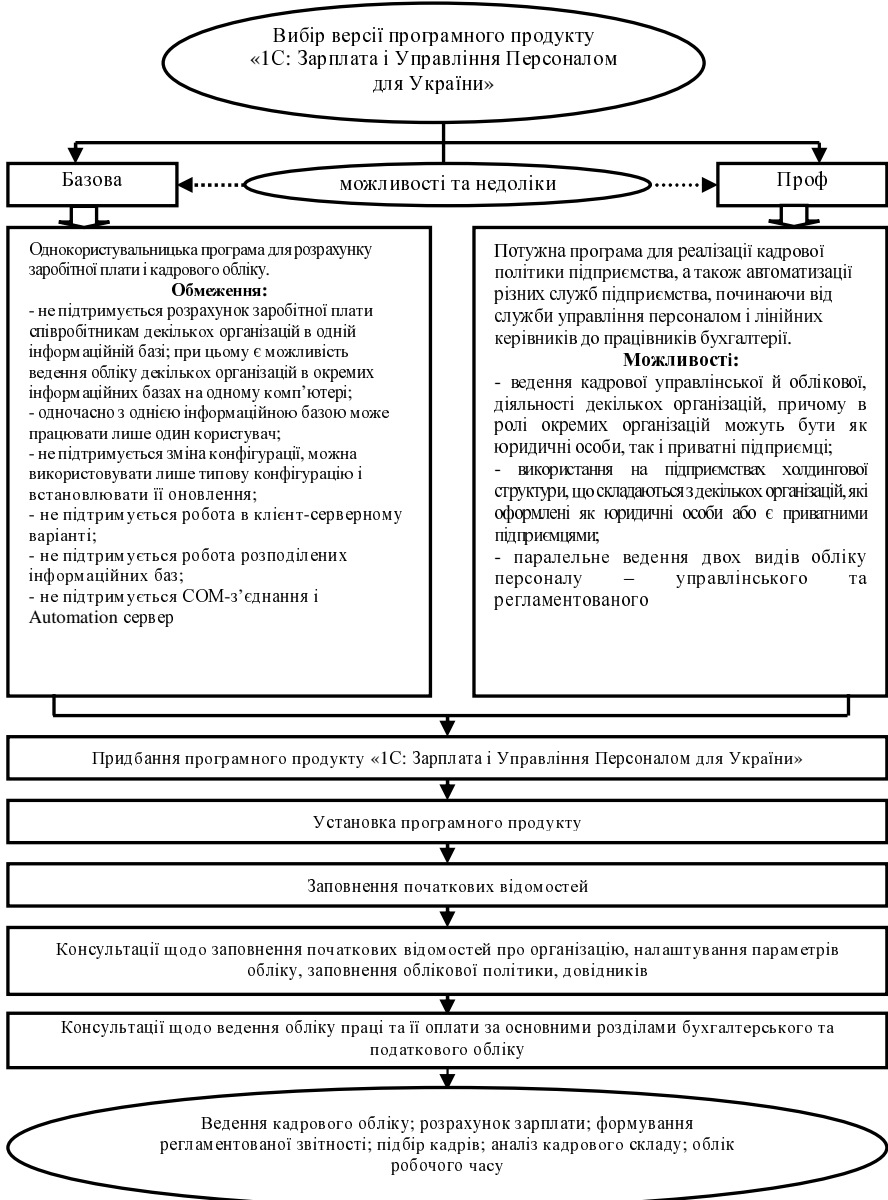 Вибір версії програмного продукту
«1С: Зарплата і Управління Персоналом
для України»
Базова
можливості та недоліки
Проф
Однокористувальницька програма для розрахунку
заробітної плати і кадрового обліку.
Обмеження:
- не підтримується розрахунок заробітної плати
співробітникам декількох організацій в одній
інформаційній базі; при цьому є можливість
ведення обліку декількох організацій в окремих
інформаційних базах на одному комп’ютері;
- одночасно з однією інформаційною базою може
працювати лише один користувач;
- не підтримується зміна конфігурації, можна
використовувати лише типову конфігурацію і
встановлювати її оновлення;
- не підтримується робота в клієнт-серверному
варіанті;
- не підтримується робота розподілених
інформаційних баз;
- не підтримується COM-з’єднання і
Automation сервер
Потужна програма для реалізації кадрової
політики підприємства, а також автоматизації
різних служб підприємства, починаючи від
служби управління персоналом і лінійних
керівників до працівників бухгалтерії.
Можливості:
- ведення кадрової управлінської й облікової,
діяльності декількох організацій, причому в
ролі окремих організацій можуть бути як
юридичні особи, так і приватні підприємці;
- використання на підприємствах холдингової
структури, що складаються з декількох організацій, які
оформлені як юридичні особи або є приватними
підприємцями;
- паралельне ведення двох видів обліку
персоналу – управлінського та
регламентованого
Придбання програмного продукту «1С: Зарплата і Управління Персоналом для України»
Установка програмного продукту
Заповнення початкових відомостей
Консультації щодо заповнення початкових відомостей про організацію, налаштування параметрів
обліку, заповнення облікової політики, довідників
Консультації щодо ведення обліку праці та її оплати за основними розділами бухгалтерського та
податкового обліку
Ведення кадрового обліку; розрахунок зарплати; формування
регламентованої звітності; підбір кадрів; аналіз кадрового складу; облік
робочого часу